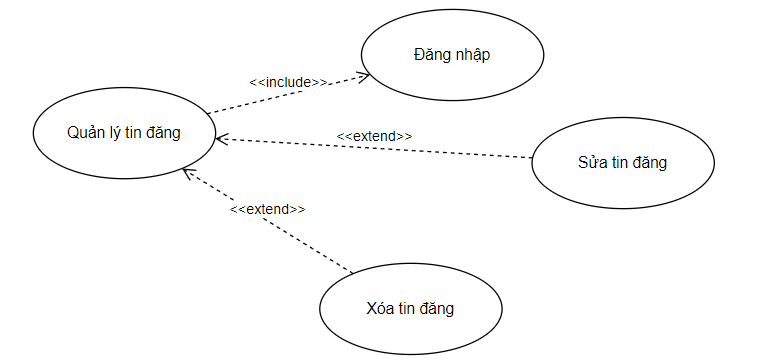 Đăng nhập
<<include>>
Quản lý tin đăng
<<extend>>
Sửa tin đăng
<<extend>>
Xóa tin đăng